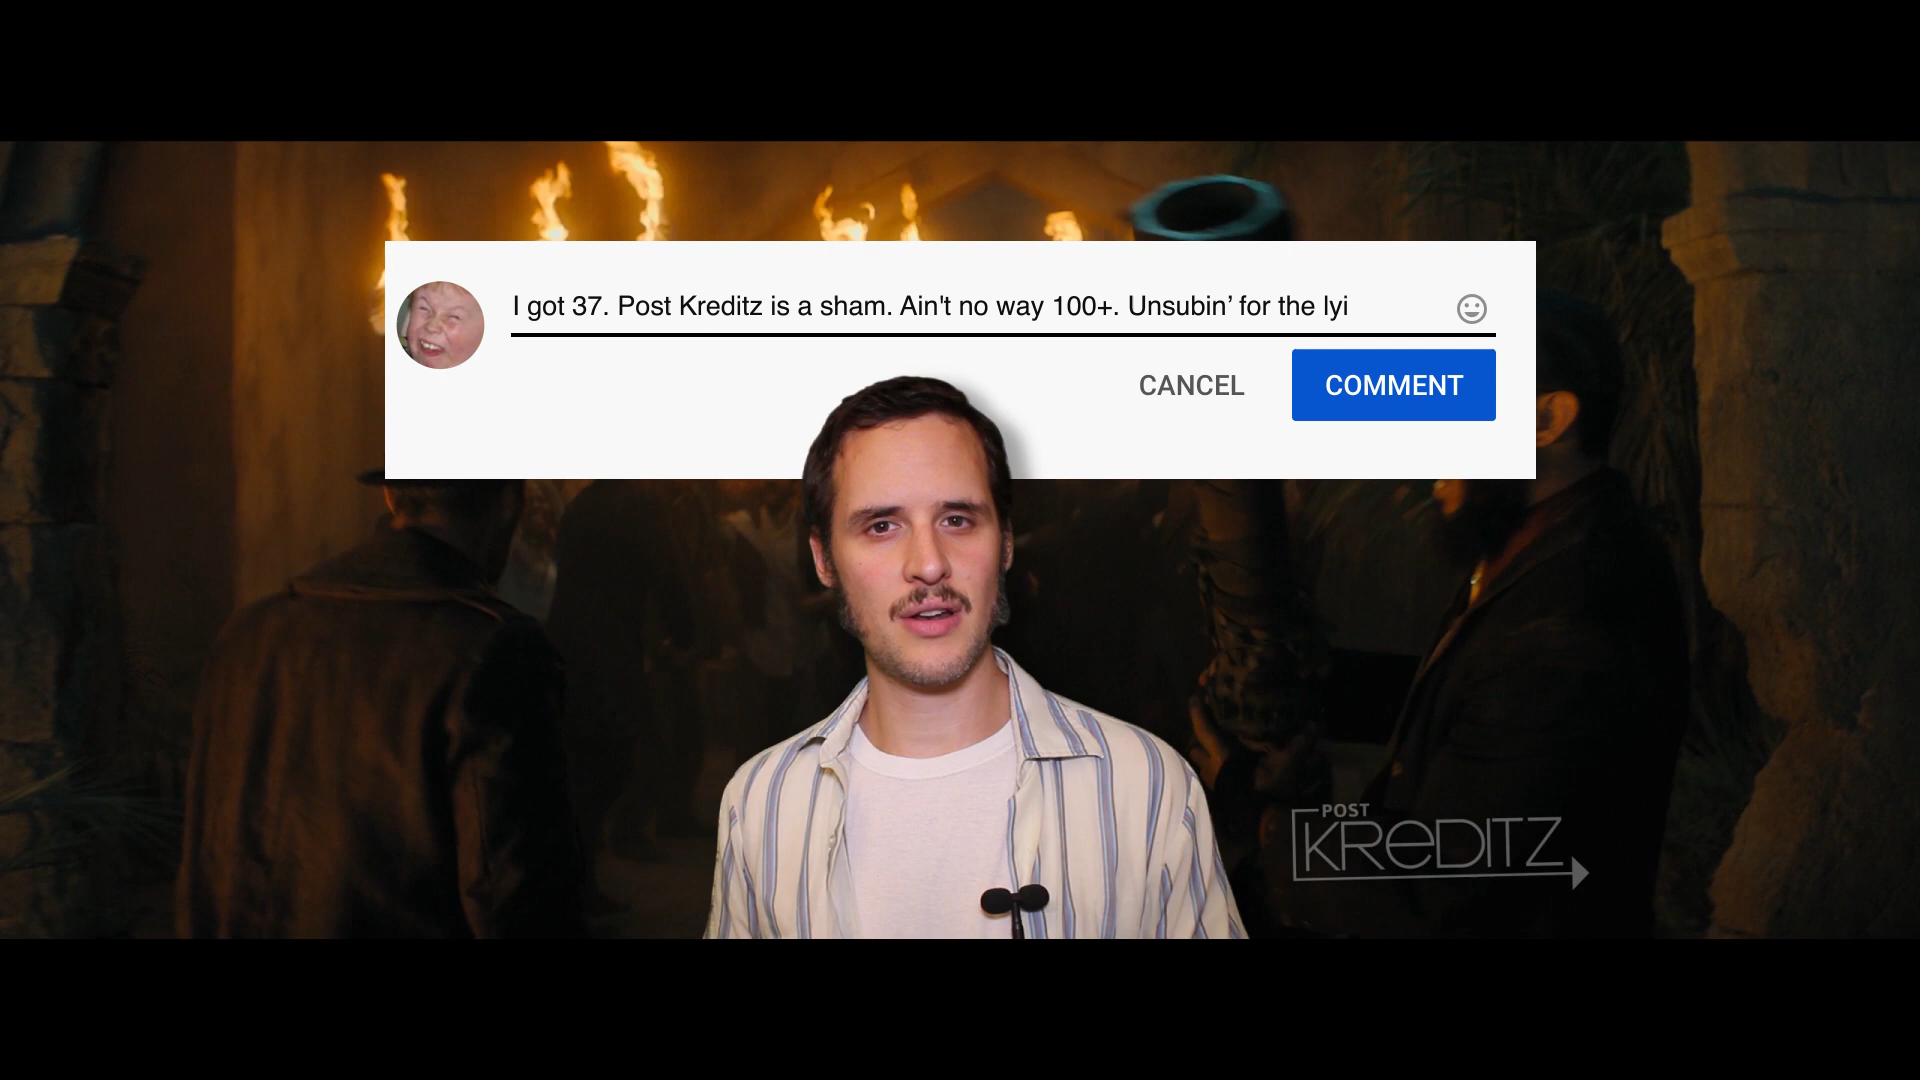 I got 37. Post Kreditz is a sham. Ain't no way 100+. Unsubin’ for the lyi
CANCEL
COMMENT
POST
KReDITZ